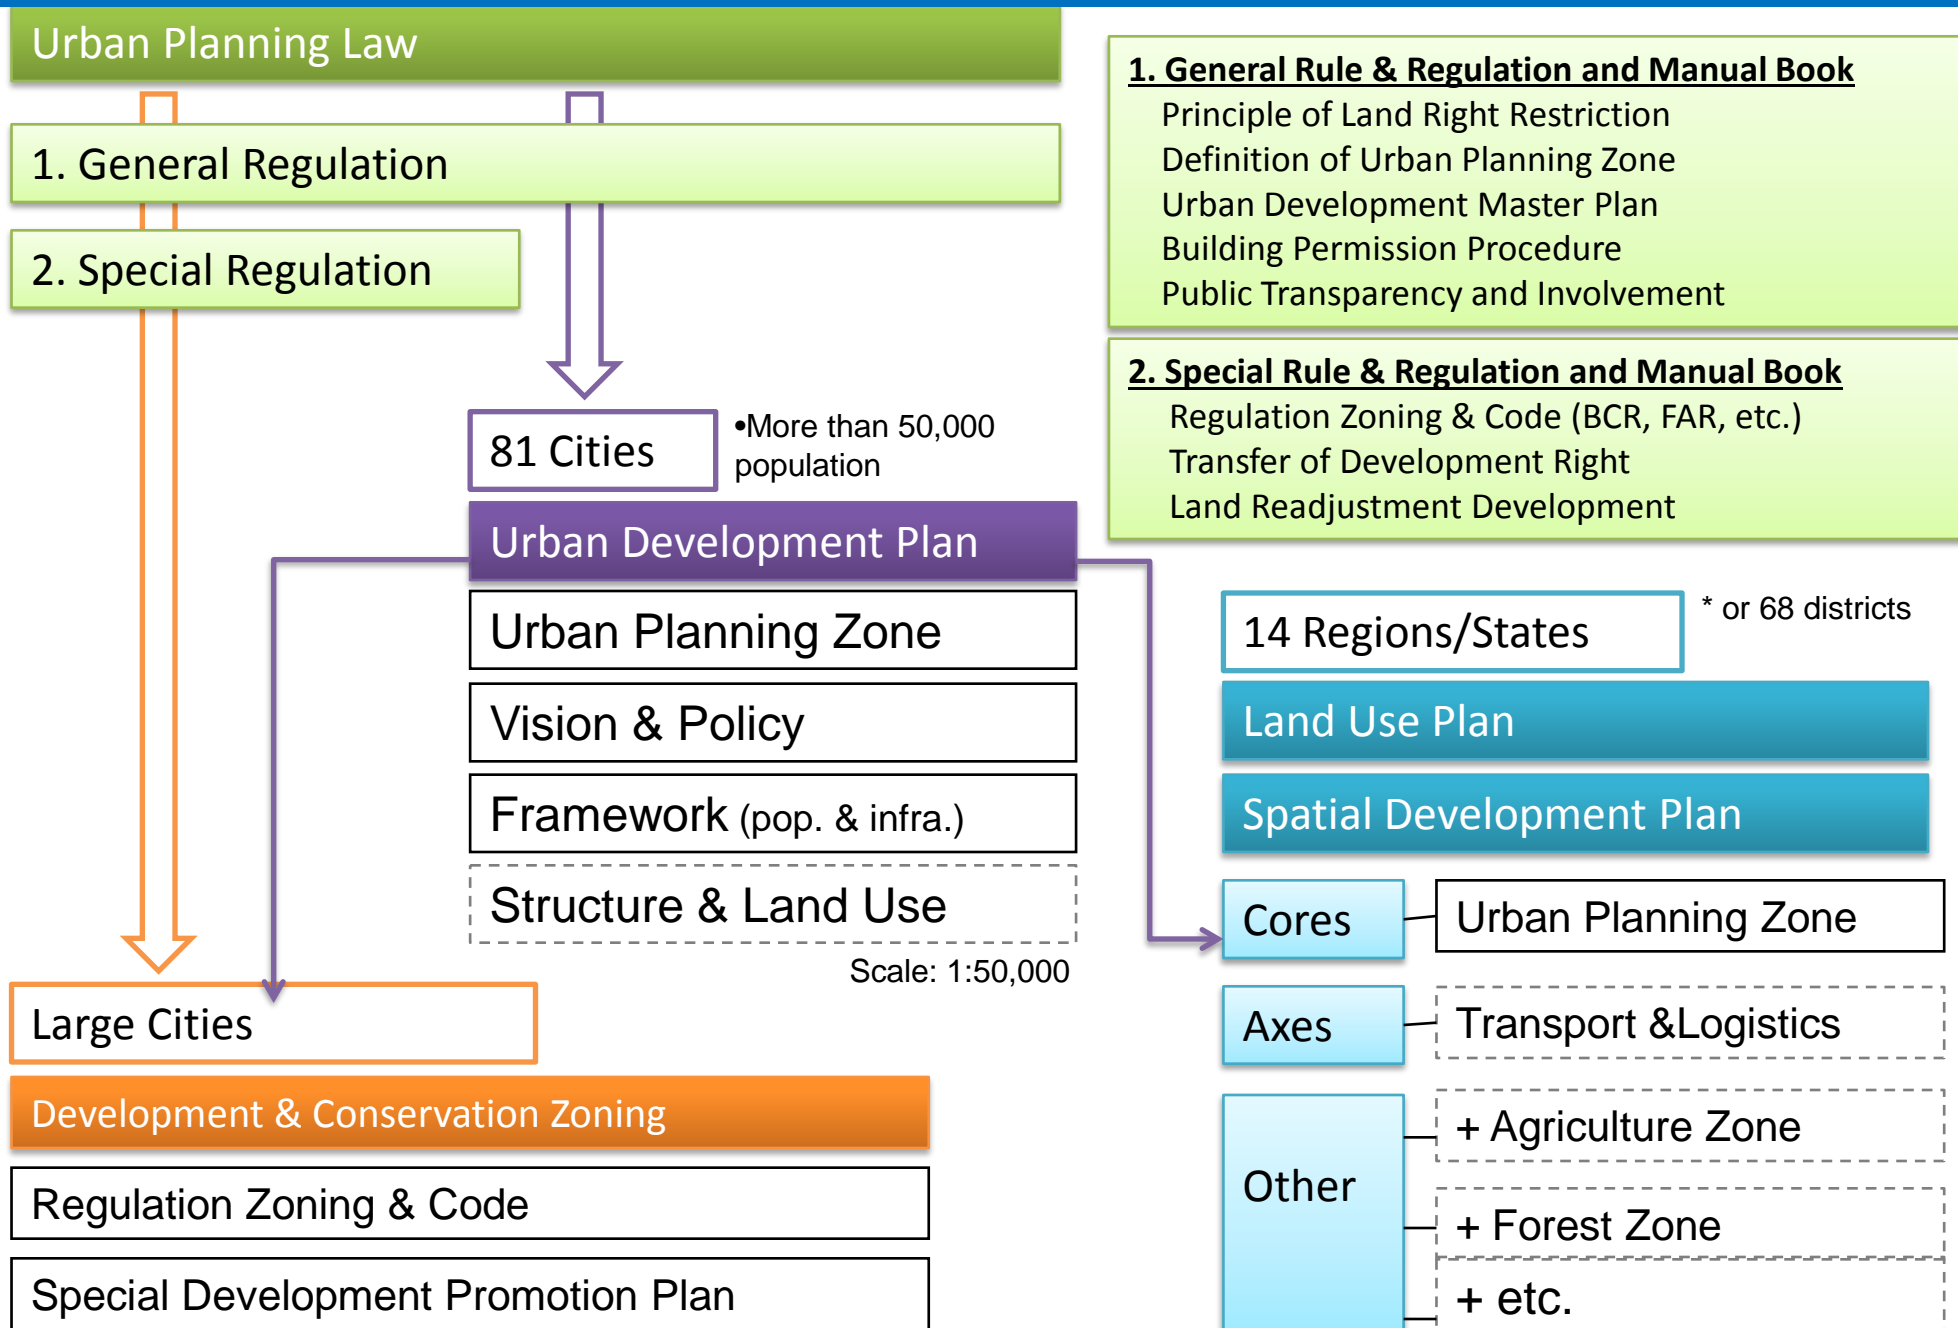 Urban Planning Law
1. General Regulation
2. Special Regulation
1. General Rule & Regulation and Manual Book
Principle of Land Right Restriction
Definition of Urban Planning Zone
Urban Development Master Plan
Building Permission Procedure
Public Transparency and Involvement
2. Special Rule & Regulation and Manual Book
Regulation Zoning & Code (BCR, FAR, etc.)
Transfer of Development Right
Land Readjustment Development
81 Cities
•More than 50,000
population
Urban Development Plan
Urban Planning Zone
Vision & Policy
Framework (pop. & infra.)
Structure & Land Use
Scale: 1:50,000
Large Cities
Development & Conservation Zoning
Regulation Zoning & Code
Special Development Promotion Plan
14 Regions/States
* or 68 districts
Land Use Plan
Spatial Development Plan
Cores
Urban Planning Zone
Axes
Transport &Logistics
Other
+ Agriculture Zone
+ Forest Zone
+ etc.